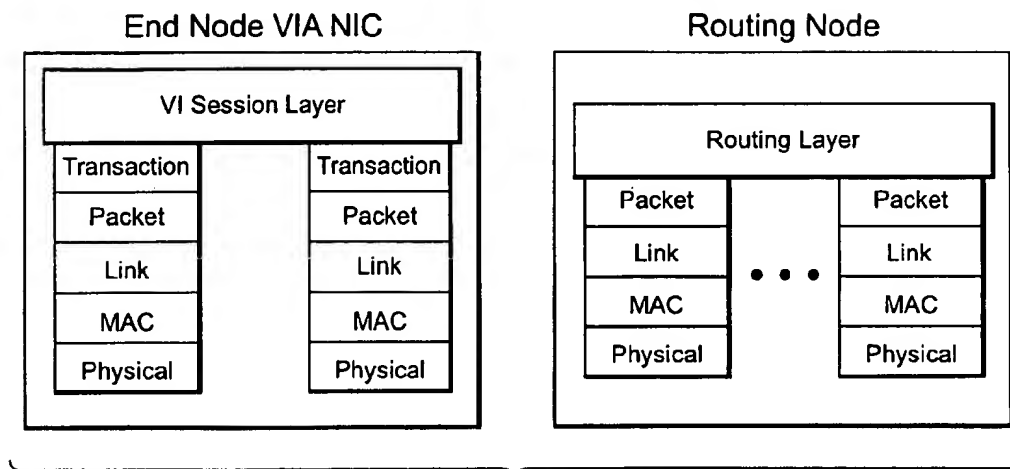 End Node VIA NIC
VI Session Layer
Transaction
Packet
Link
MAC
Physical
Transaction
Packet
Link
MAC
Physical
Routing Node
Routing Layer
Packet
Link
MAC
Physical
Packet
Link
MAC
Physical